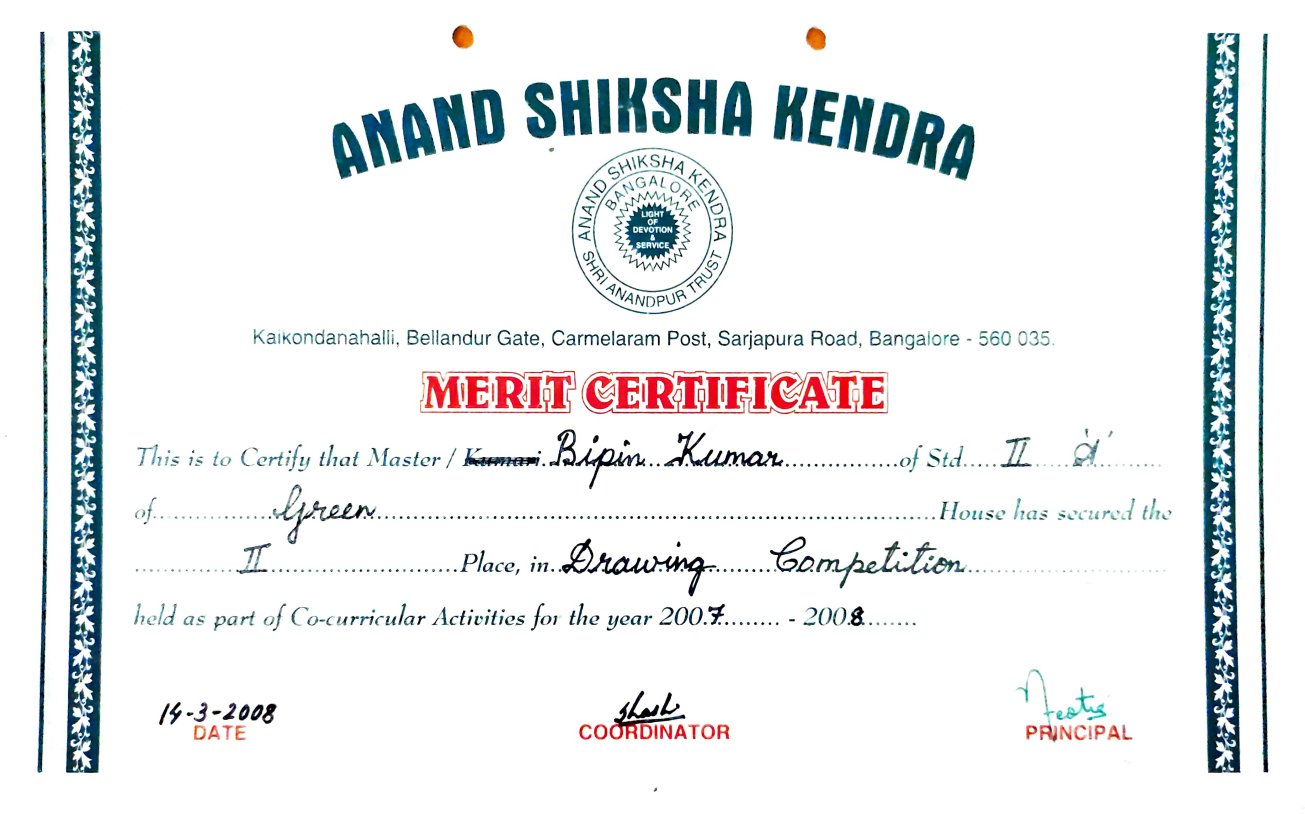 ANAND SHIKSHA KENDRA
ANAND SHIKSHA KENDRA
BANGALORE
LIGHT
OF
DEVOTION
&
SERVICE
SHRI ANANDPUR TRUST
Kaikondanahalli, Bellandur Gate, Carmelaram Post, Sarjapura Road, Bangalore - 560 035.
MERIT CERTIFICATE
This is to Certify that Master / Kumari. Bipin Kumar of Std. II 'A'
of Green House has secured the
II Place, in Drawing Competition
held as part of Co-curricular Activities for the year 2007 - 2008
14-3-2008
DATE
COORDINATOR
PRINCIPAL